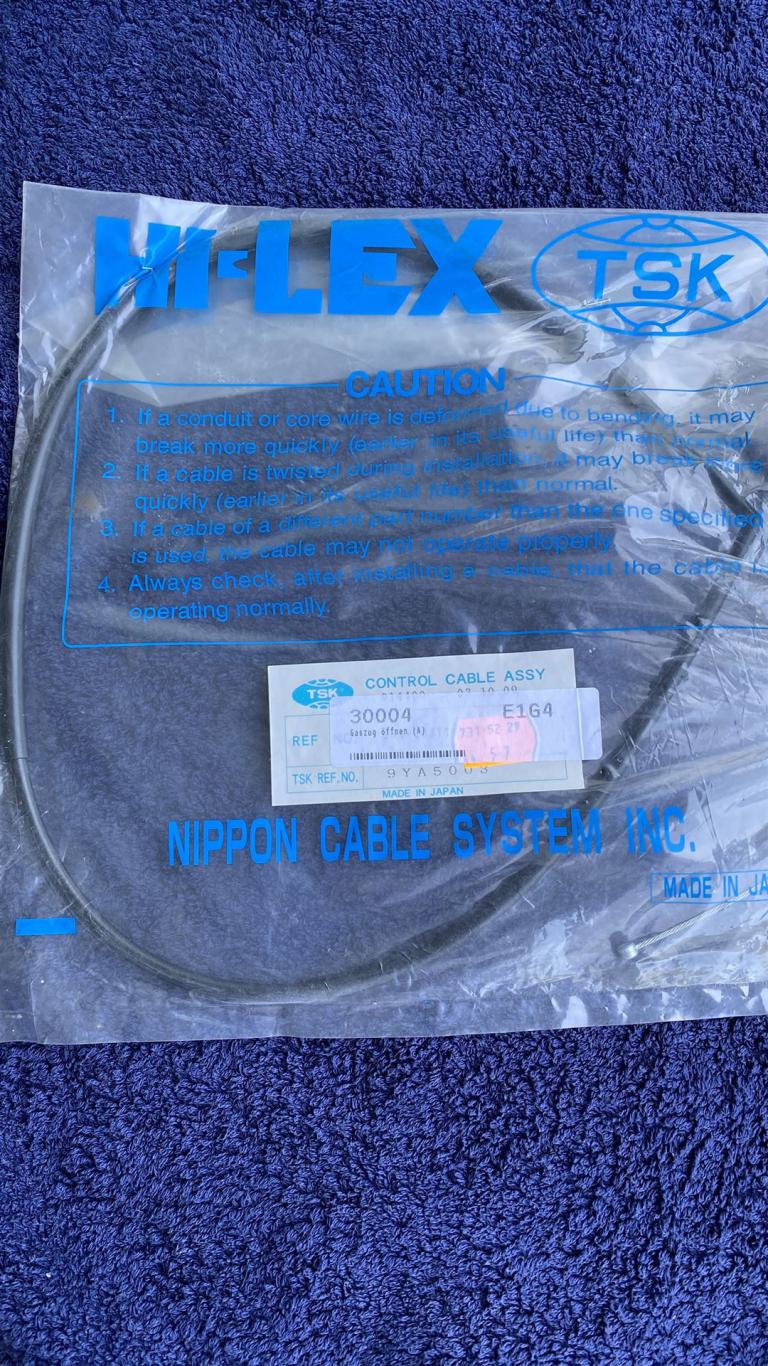 HI-LEX TSK
CAUTION
1. If a conduit or core wire is deformed due to bending, it may
break more quickly (earlier in its useful life) than normal.
2. If a cable is twisted during installation, it may break more
quickly (earlier in its useful life) than normal.
3. If a cable of a different part number than the one specified
is used, the cable may not operate properly.
4. Always check, after installing a cable, that the cable is
operating normally.
TSK CONTROL CABLE ASSY
30004 E1G4
Gaszug öffnen (A)
REF
TSK REF.NO. 9YA5003
MADE IN JAPAN
NIPPON CABLE SYSTEM INC.
MADE IN JA